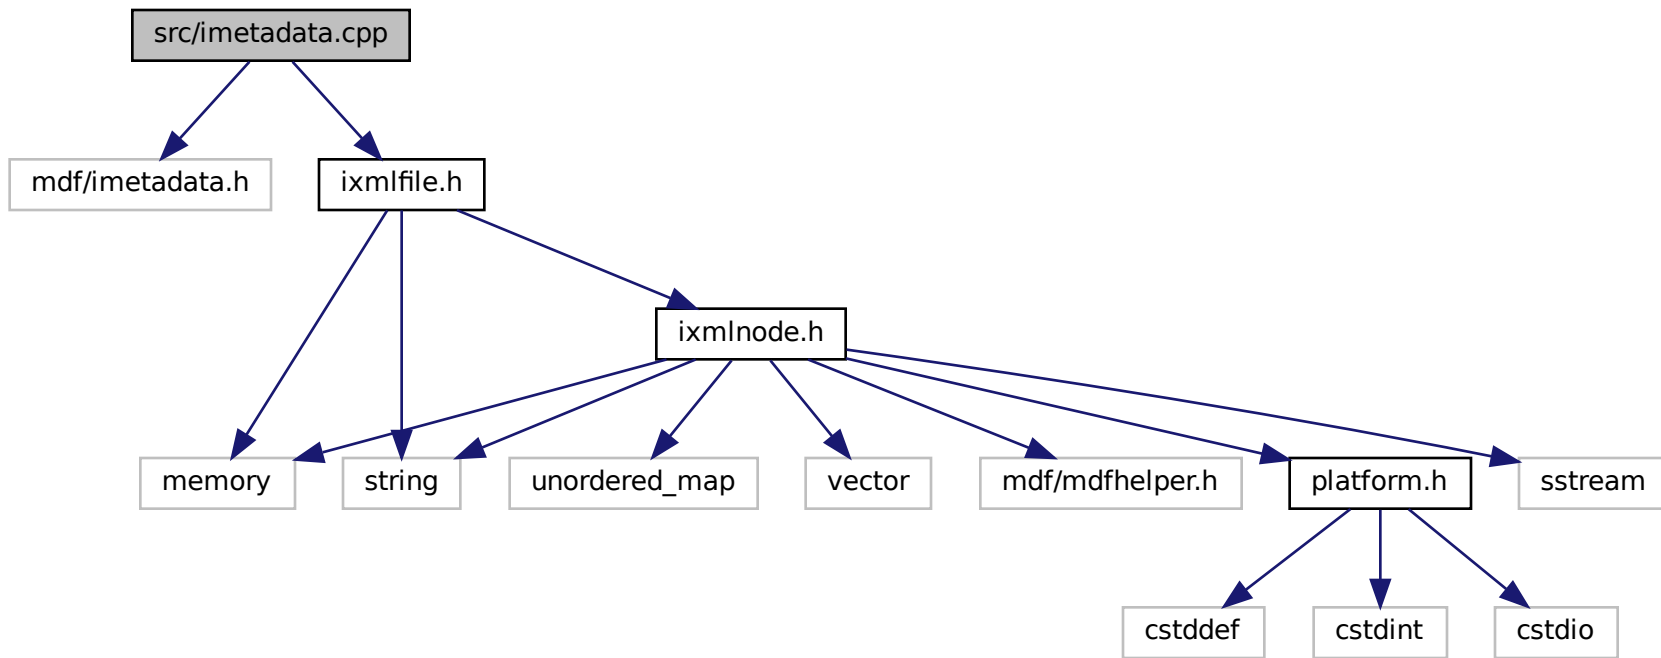 src/imetadata.cpp
mdf/imetadata.h
ixmlfile.h
ixmlnode.h
memory
string
unordered_map
vector
mdf/mdfhelper.h
platform.h
sstream
cstddef
cstdint
cstdio